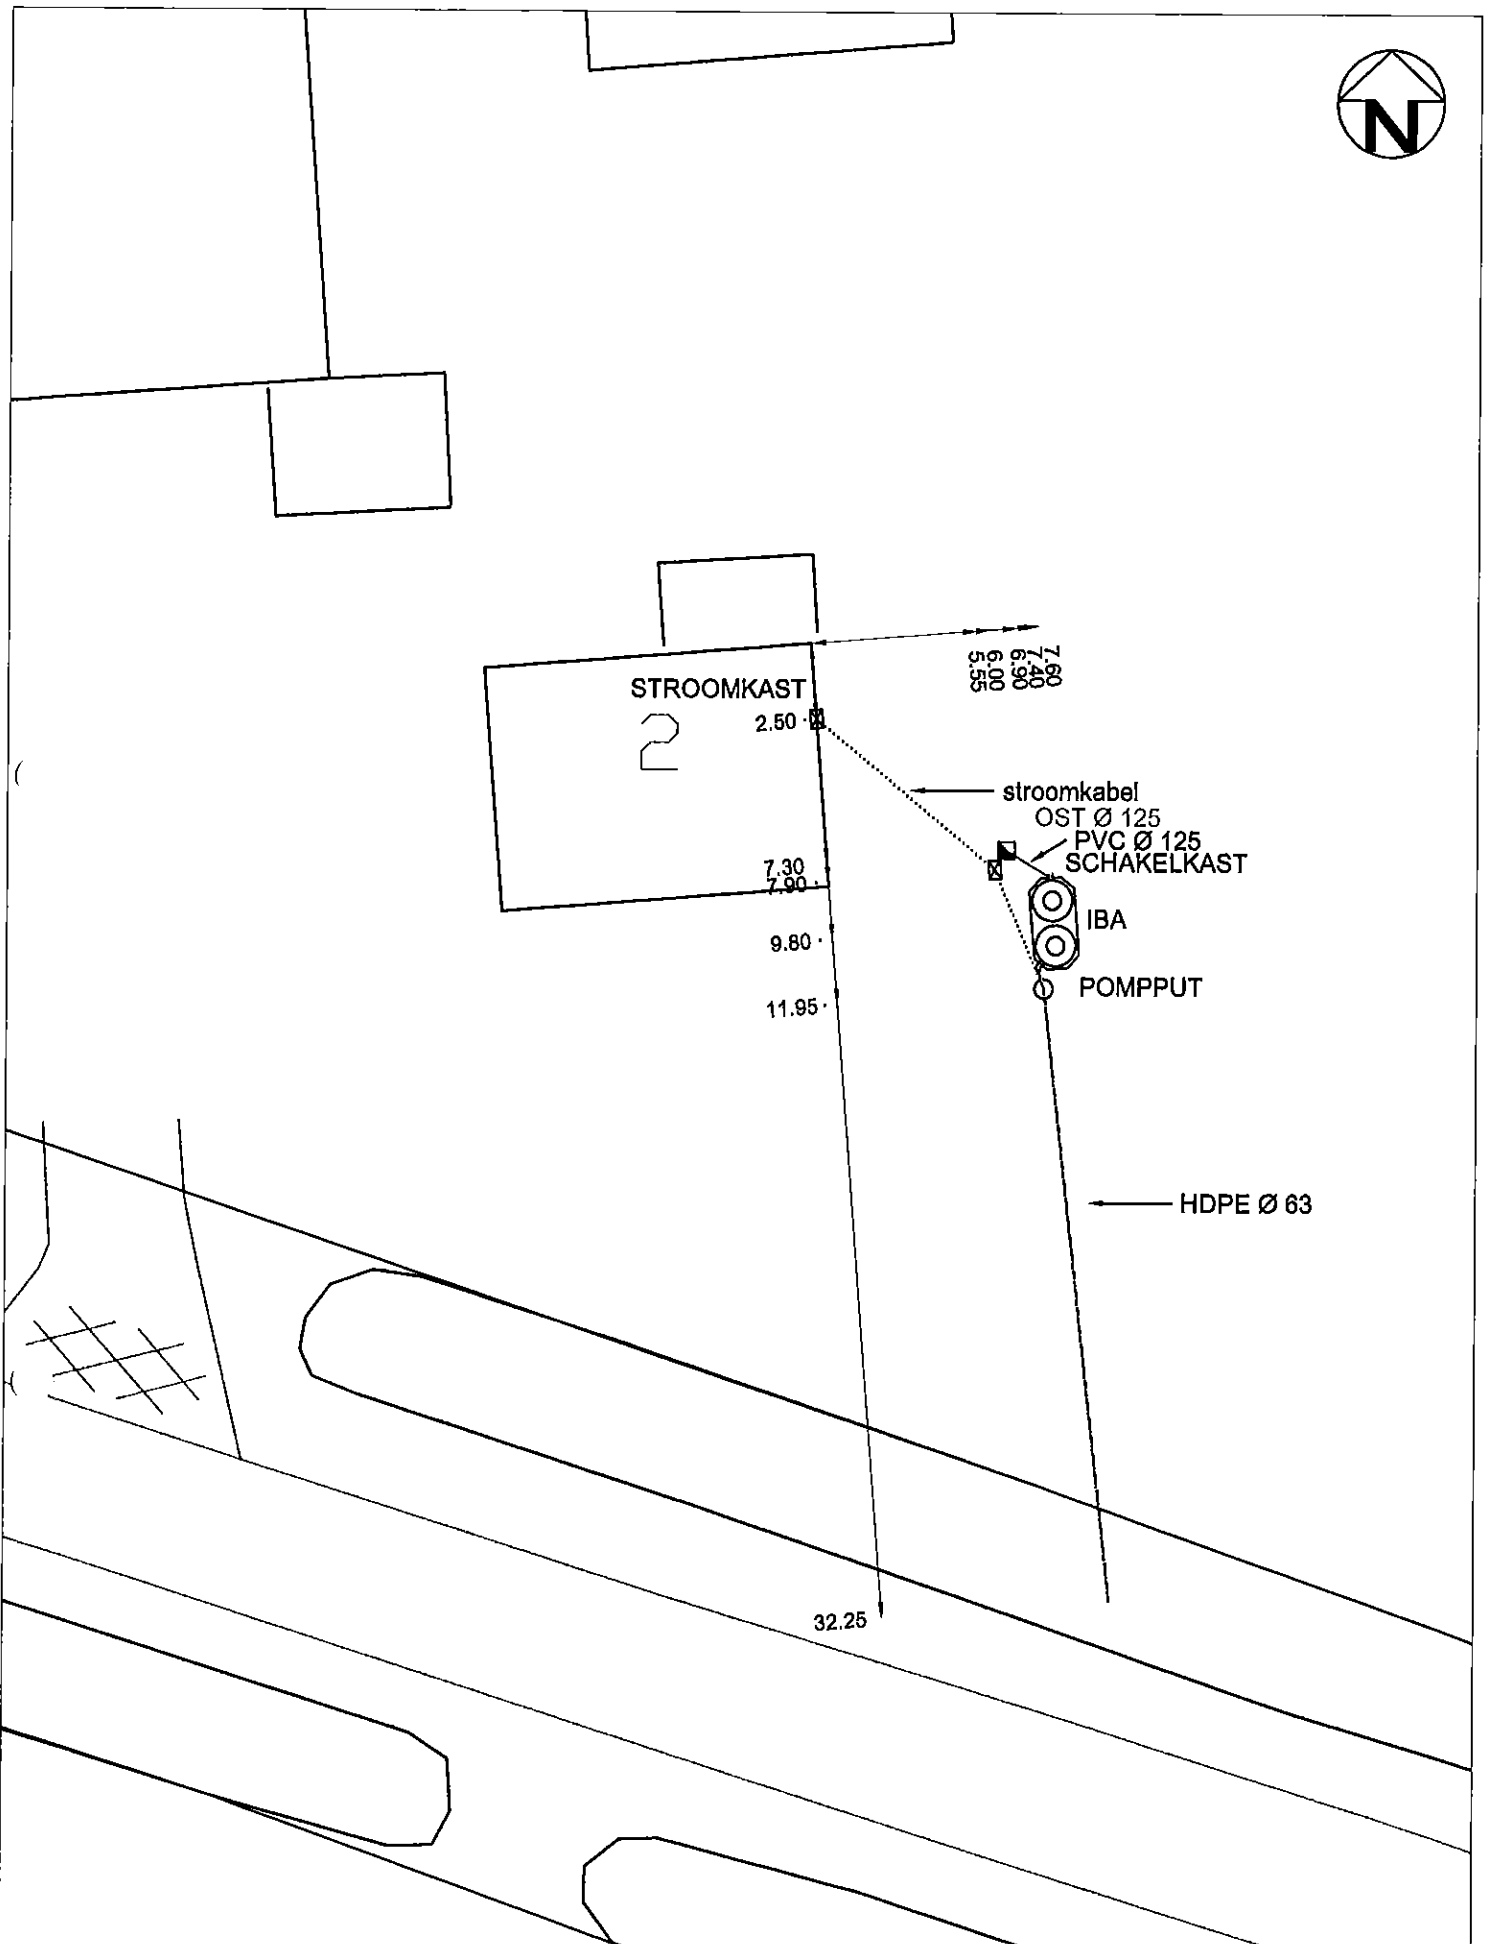 N
7.60
7.40
6.90
6.00
5.55
STROOMKAST
2.50
2
stroomkabel
OST Ø 125
PVC Ø 125
SCHAKELKAST
7.30
7.90
IBA
9.80
POMPPUT
11.95
HDPE Ø 63
32.25